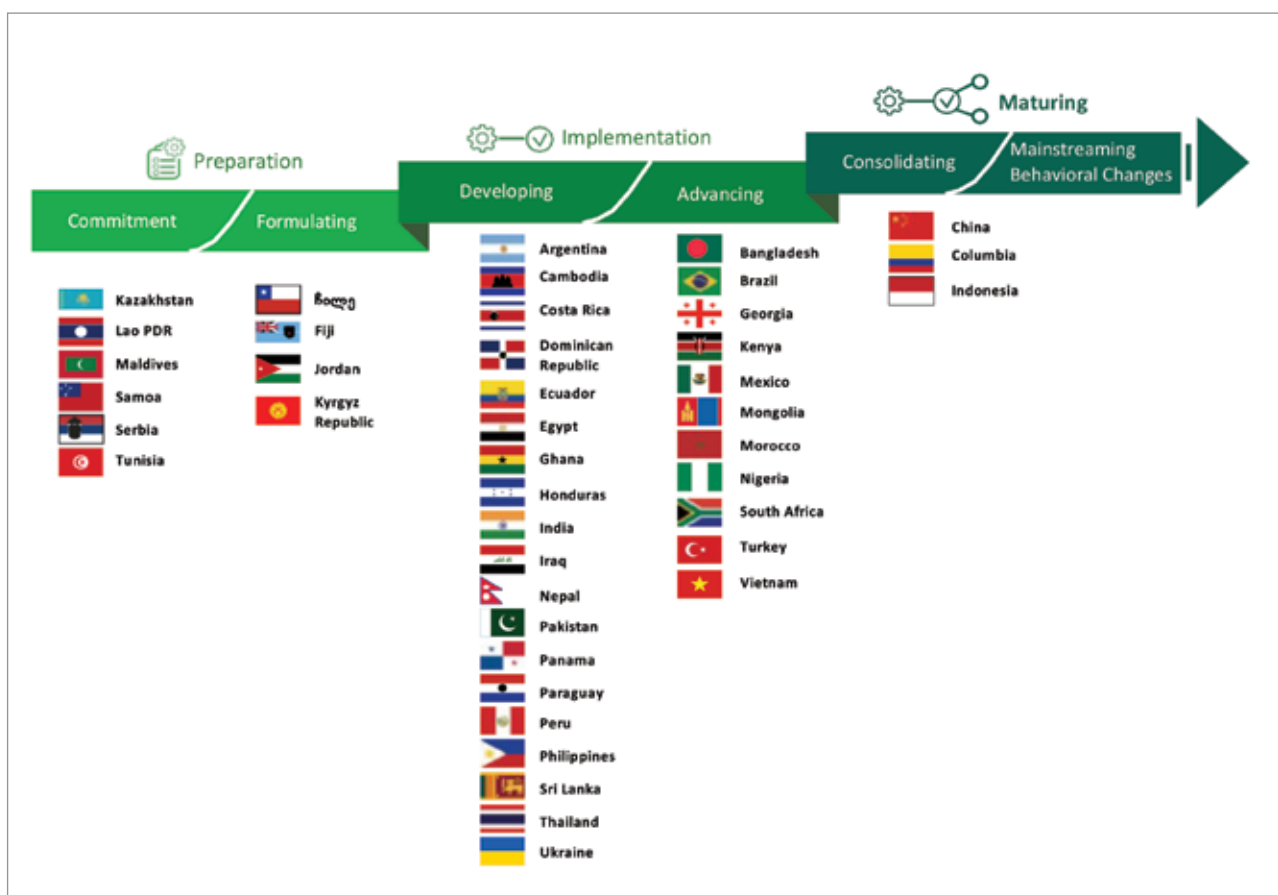 Preparation
Commitment
Formulating
Implementation
Developing
Advancing
Maturing
Consolidating
Mainstreaming
Behavioral Changes
Kazakhstan
Lao PDR
Maldives
Samoa
Serbia
Tunisia
ჩილე
Fiji
Jordan
Kyrgyz
Republic
Argentina
Cambodia
Costa Rica
Dominican
Republic
Ecuador
Egypt
Ghana
Honduras
India
Iraq
Nepal
Pakistan
Panama
Paraguay
Peru
Philippines
Sri Lanka
Thailand
Ukraine
Bangladesh
Brazil
Georgia
Kenya
Mexico
Mongolia
Morocco
Nigeria
South Africa
Turkey
Vietnam
China
Columbia
Indonesia